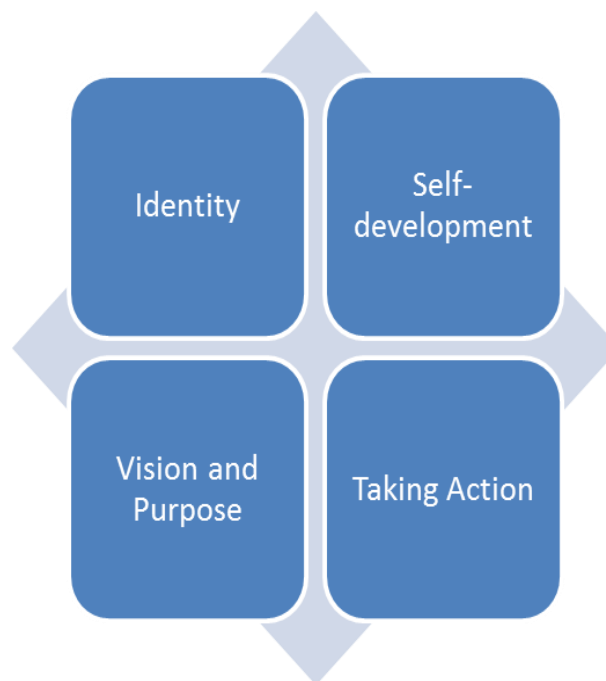 Identity
Self-
development
Vision and
Purpose
Taking Action